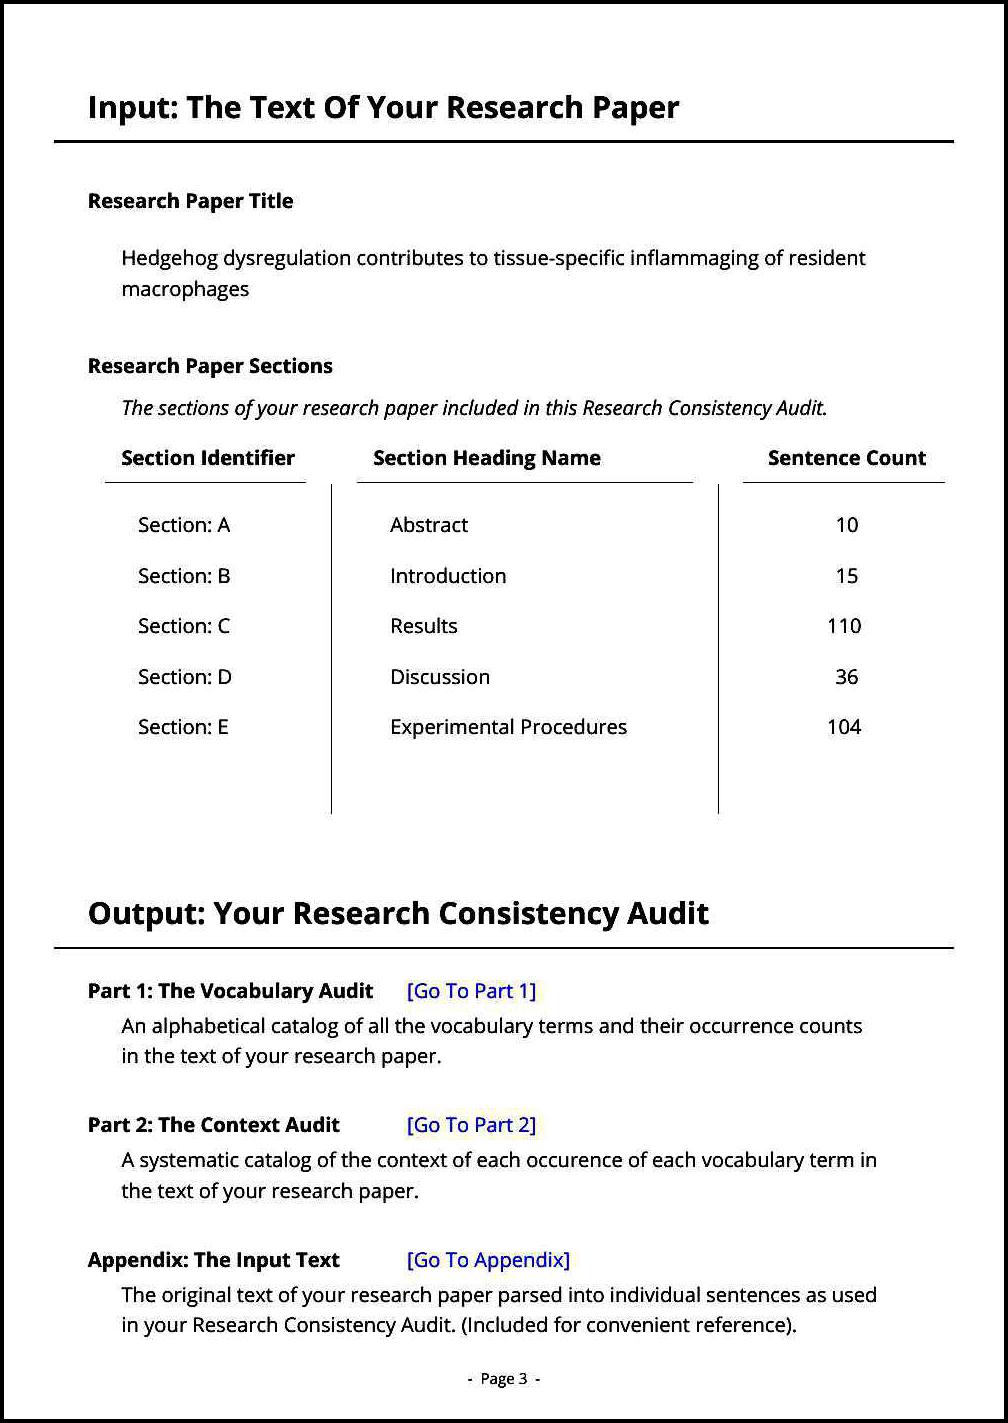 Input: The Text Of Your Research Paper
Research Paper Title
Hedgehog dysregulation contributes to tissue-specific inflammaging of resident
macrophages
Research Paper Sections
The sections of your research paper included in this Research Consistency Audit.
Section Identifier Section Heading Name Sentence Count
Section: A Abstract 10
Section: B Introduction 15
Section: C Results 110
Section: D Discussion 36
Section: E Experimental Procedures 104
Output: Your Research Consistency Audit
Part 1: The Vocabulary Audit [Go To Part 1]
An alphabetical catalog of all the vocabulary terms and their occurrence counts
in the text of your research paper.
Part 2: The Context Audit [Go To Part 2]
A systematic catalog of the context of each occurence of each vocabulary term in
the text of your research paper.
Appendix: The Input Text [Go To Appendix]
The original text of your research paper parsed into individual sentences as used
in your Research Consistency Audit. (Included for convenient reference).
- Page 3 -